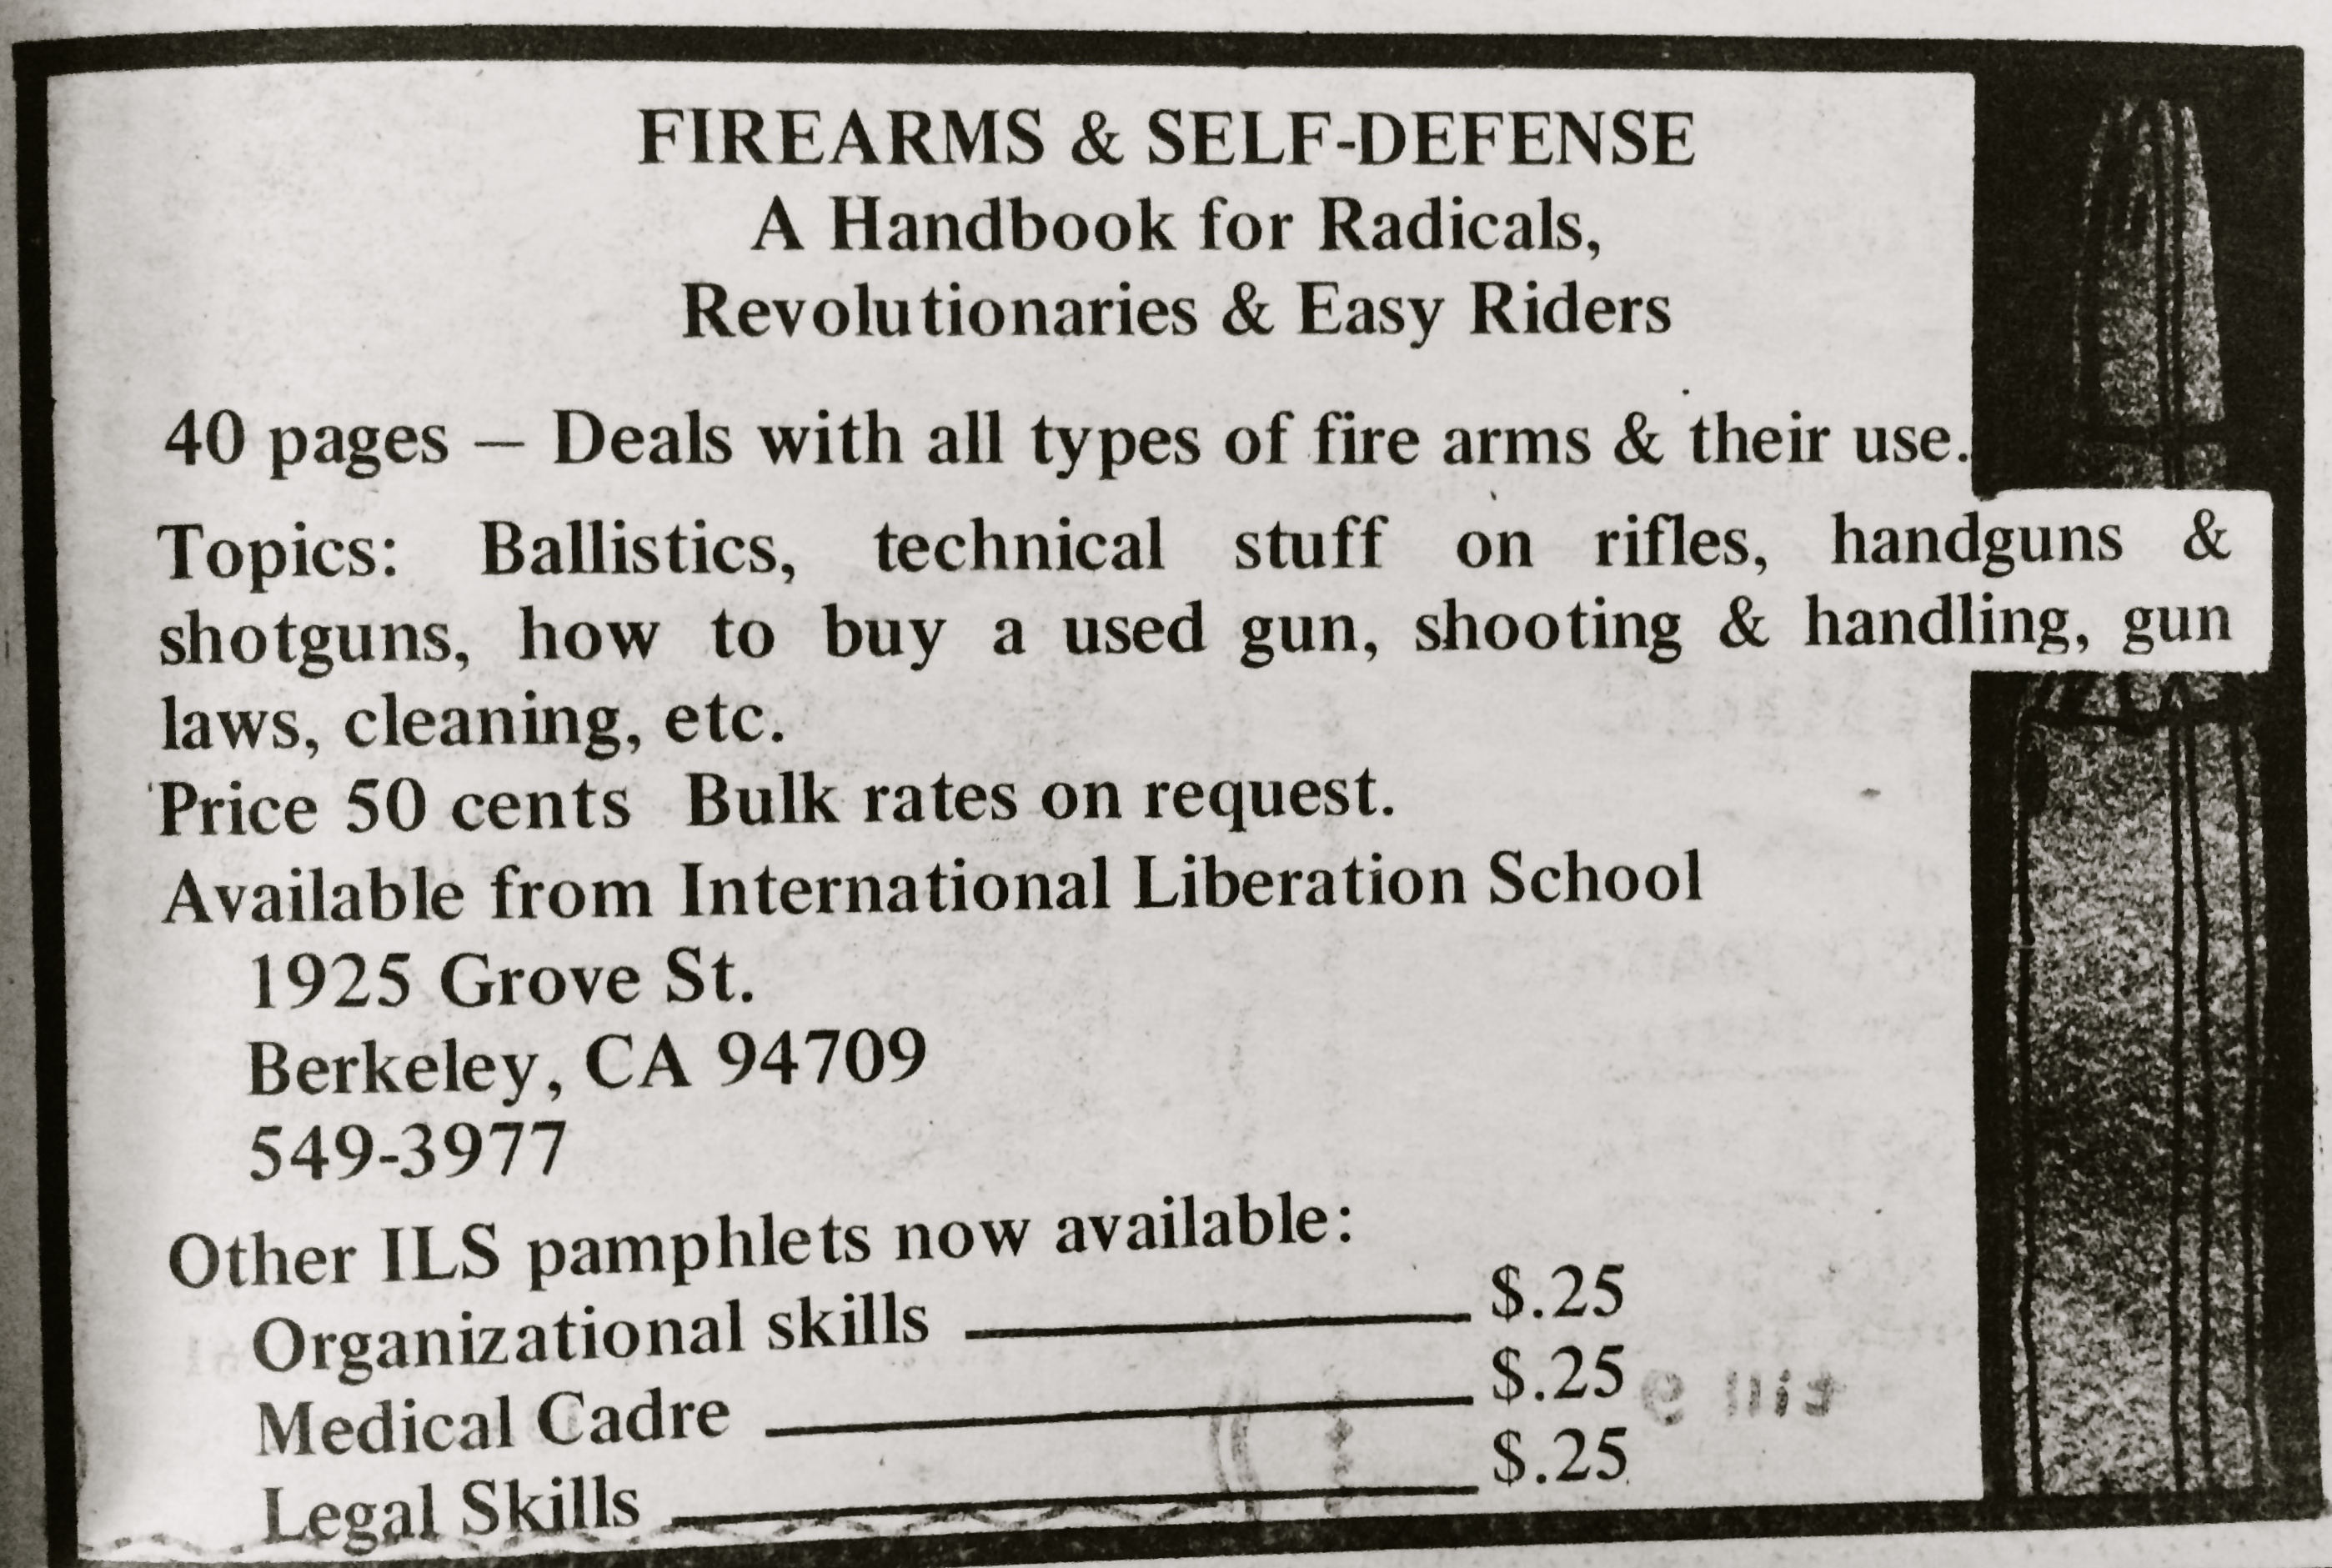 FIREARMS & SELF-DEFENSE
A Handbook for Radicals,
Revolutionaries & Easy Riders
40 pages — Deals with all types of fire arms & their use.
Topics: Ballistics, technical stuff on rifles, handguns &
shotguns, how to buy a used gun, shooting & handling, gun
laws, cleaning, etc.
Price 50 cents Bulk rates on request.
Available from International Liberation School
1925 Grove St.
Berkeley, CA 94709
549-3977
Other ILS pamphlets now available:
Organizational skills ——— $.25
Medical Cadre ——— $.25
Legal Skills ——— $.25
till 9